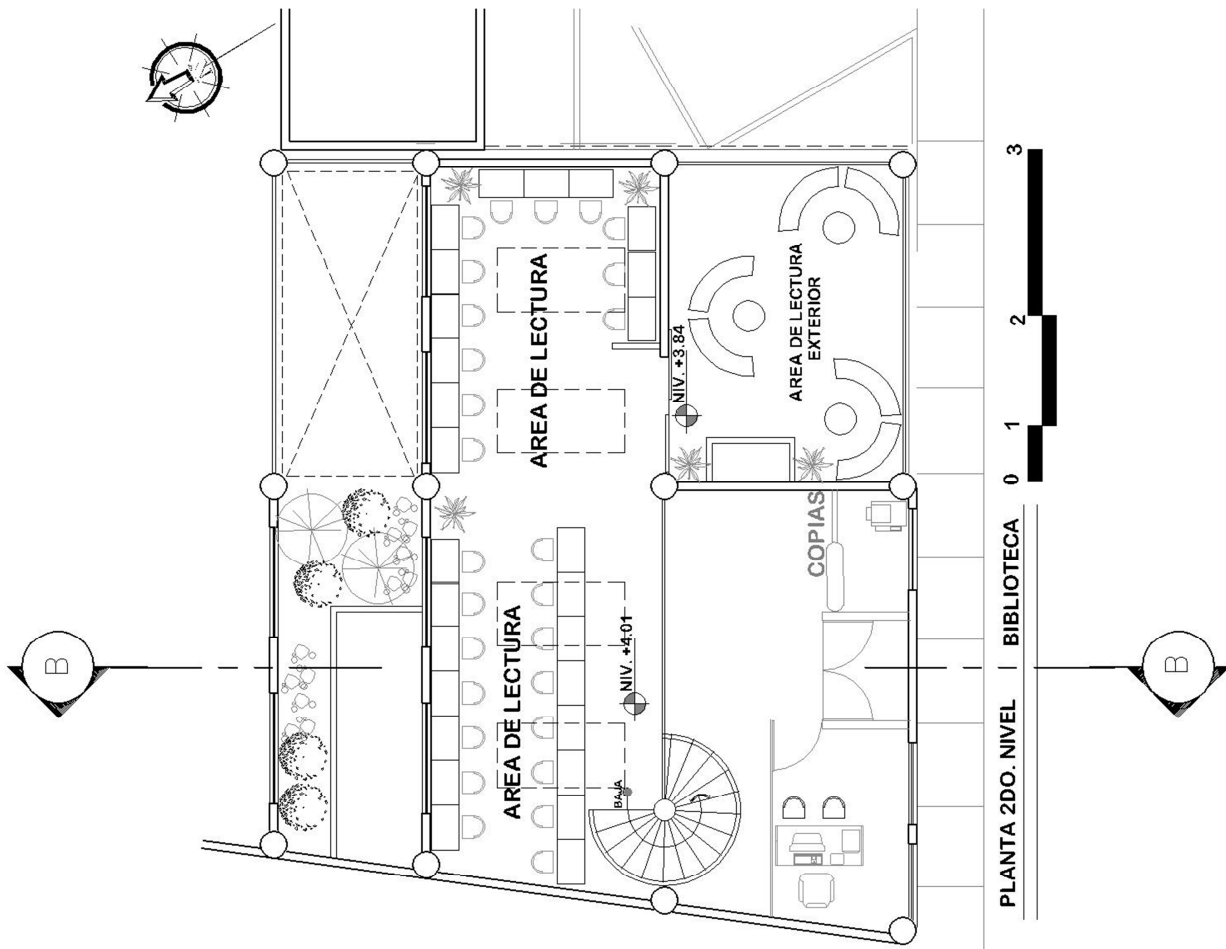 B
AREA DE LECTURA
AREA DE LECTURA
NIV. +4.01
BAJA
NIV. +3.84
AREA DE LECTURA
EXTERIOR
COPIAS
PLANTA 2DO. NIVEL BIBLIOTECA
0 1 2 3
B